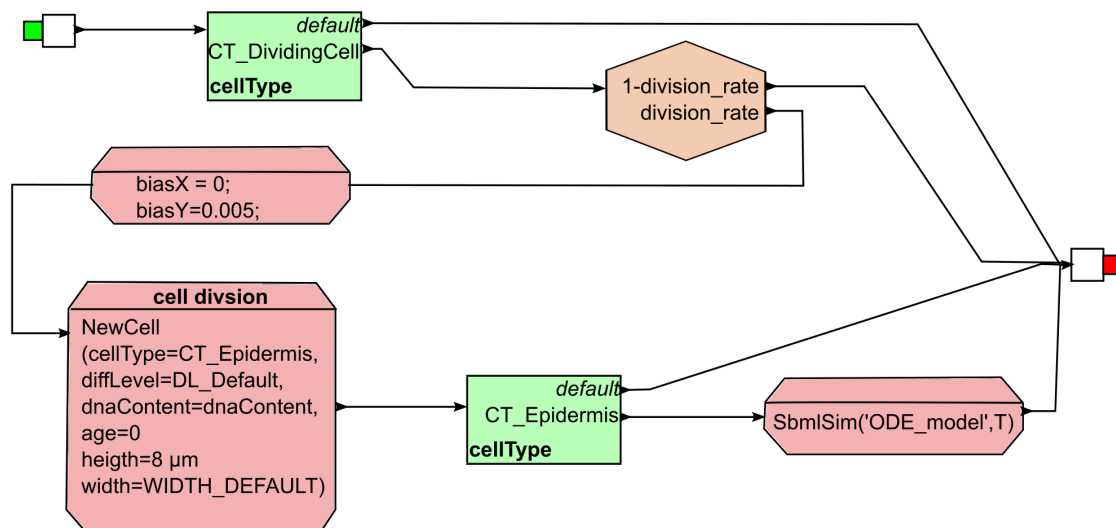 default
CT_DividingCell
cellType
1-division_rate
division_rate
biasX = 0;
biasY=0.005;
cell divsion
NewCell
(cellType=CT_Epidermis,
diffLevel=DL_Default,
dnaContent=dnaContent,
age=0
heigth=8 µm
width=WIDTH_DEFAULT)
default
CT_Epidermis
cellType
SbmlSim('ODE_model',T)